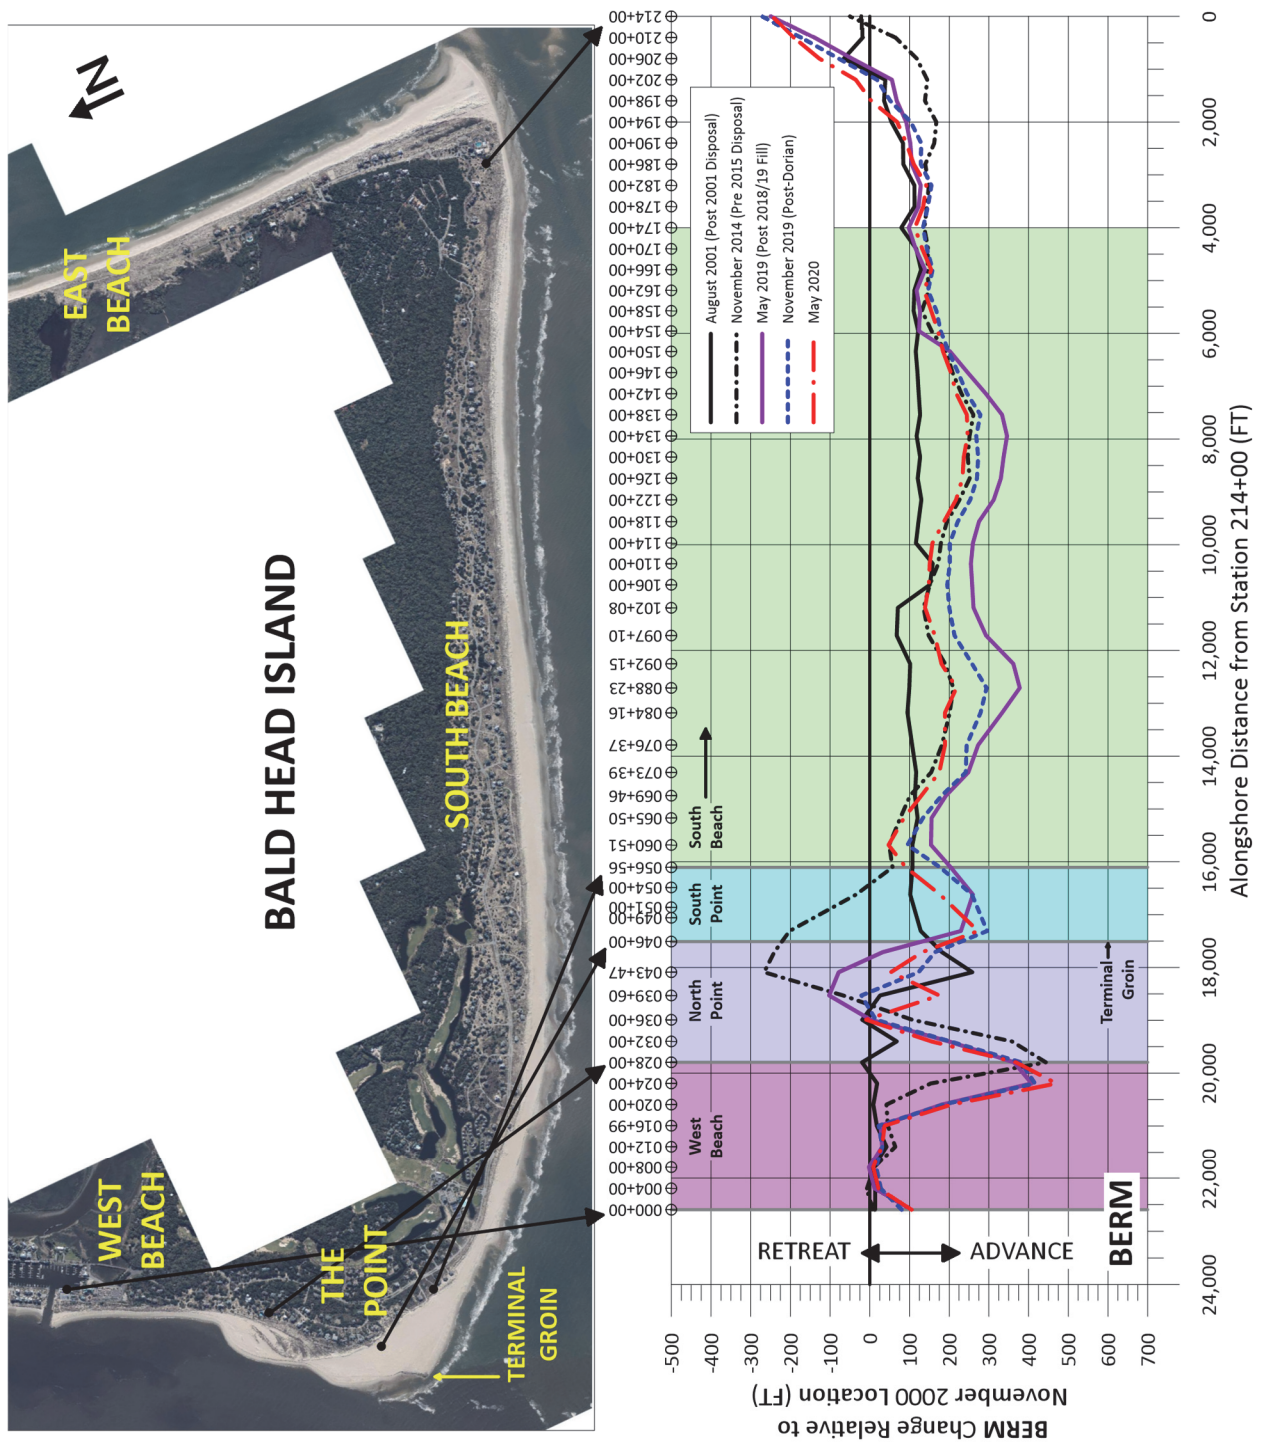 N
EAST
BEACH
BALD HEAD ISLAND
SOUTH BEACH
WEST
BEACH
THE
POINT
TERMINAL
GROIN
214+00
210+00
206+00
202+00
198+00
194+00
190+00
186+00
182+00
178+00
174+00
170+00
166+00
162+00
158+00
154+00
150+00
146+00
142+00
138+00
134+00
130+00
126+00
122+00
118+00
114+00
110+00
106+00
102+08
097+10
092+15
088+23
084+16
076+37
073+39
069+46
065+50
060+51
056+56
054+00
051+00
049+00
046+00
043+47
039+60
036+00
032+00
028+00
024+00
020+00
016+99
012+00
008+00
004+00
000+00
August 2001 (Post 2001 Disposal)
November 2014 (Pre 2015 Disposal)
May 2019 (Post 2018/19 Fill)
November 2019 (Post-Dorian)
May 2020
South
Beach
South
Point
North
Point
West
Beach
Terminal
Groin
RETREAT
ADVANCE
BERM
-500
-400
-300
-200
-100
0
100
200
300
400
500
600
700
BERM Change Relative to
November 2000 Location (FT)
0
2,000
4,000
6,000
8,000
10,000
12,000
14,000
16,000
18,000
20,000
22,000
24,000
Alongshore Distance from Station 214+00 (FT)